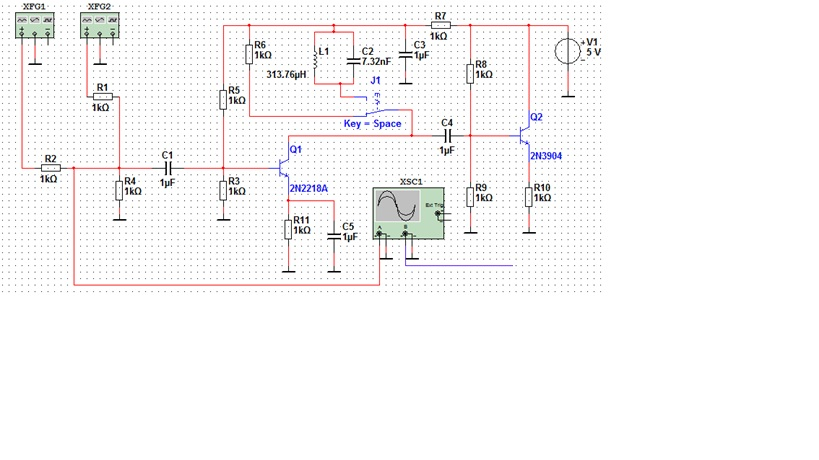 XFG1
XFG2
R7
1kΩ
R6
1kΩ
L1
313.76µH
C2
7.32nF
C3
1µF
V1
5 V
R8
1kΩ
J1
Key = Space
R5
1kΩ
R1
1kΩ
C4
1µF
Q2
2N3904
Q1
2N2218A
R2
1kΩ
C1
1µF
R4
1kΩ
R3
1kΩ
XSC1
Ext Trig
A
B
R9
1kΩ
R10
1kΩ
R11
1kΩ
C5
1µF